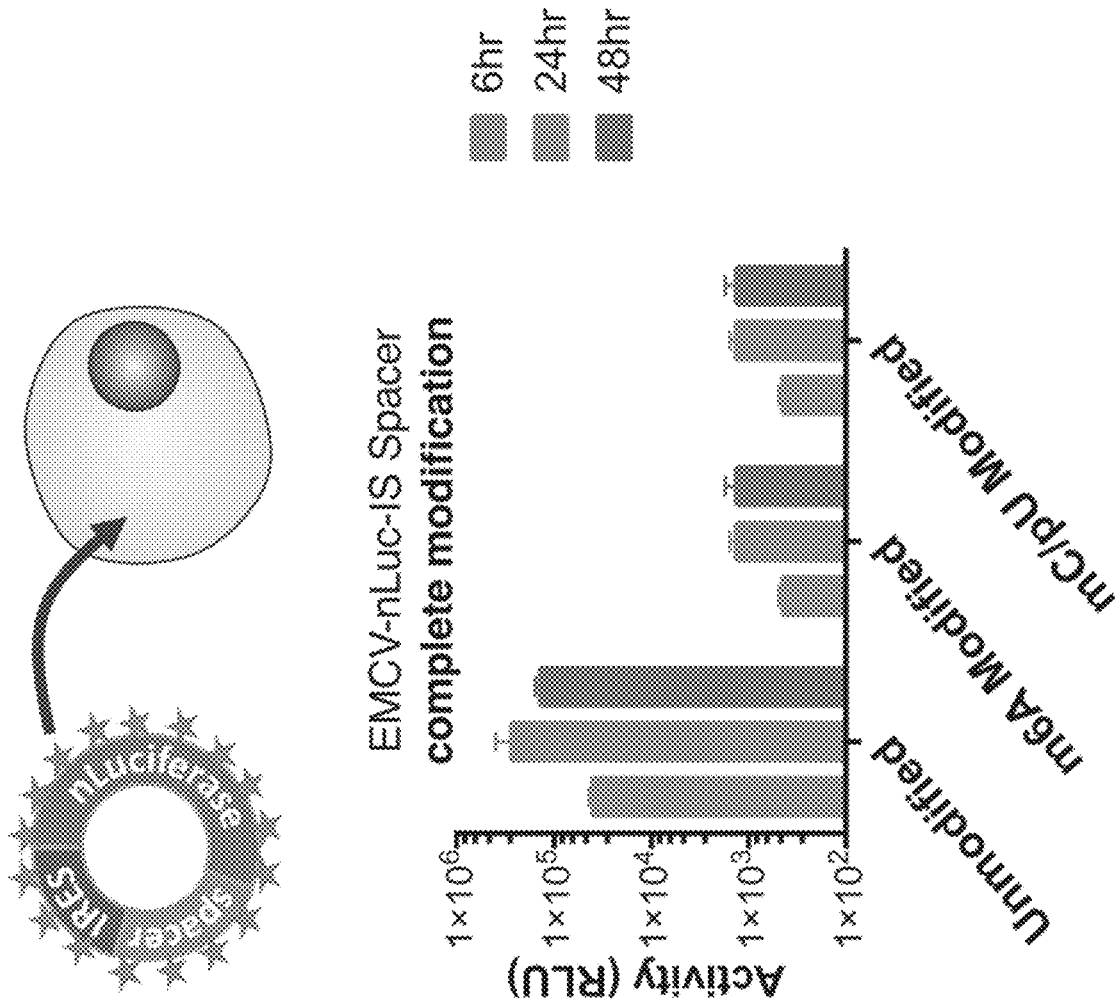 IRES
nLuciferase
spacer
EMCV-nLuc-IS Spacer
complete modification
Activity (RLU)
1×10⁶
1×10⁵
1×10⁴
1×10³
1×10²
Unmodified
m6A Modified
mC/pU Modified
6hr
24hr
48hr